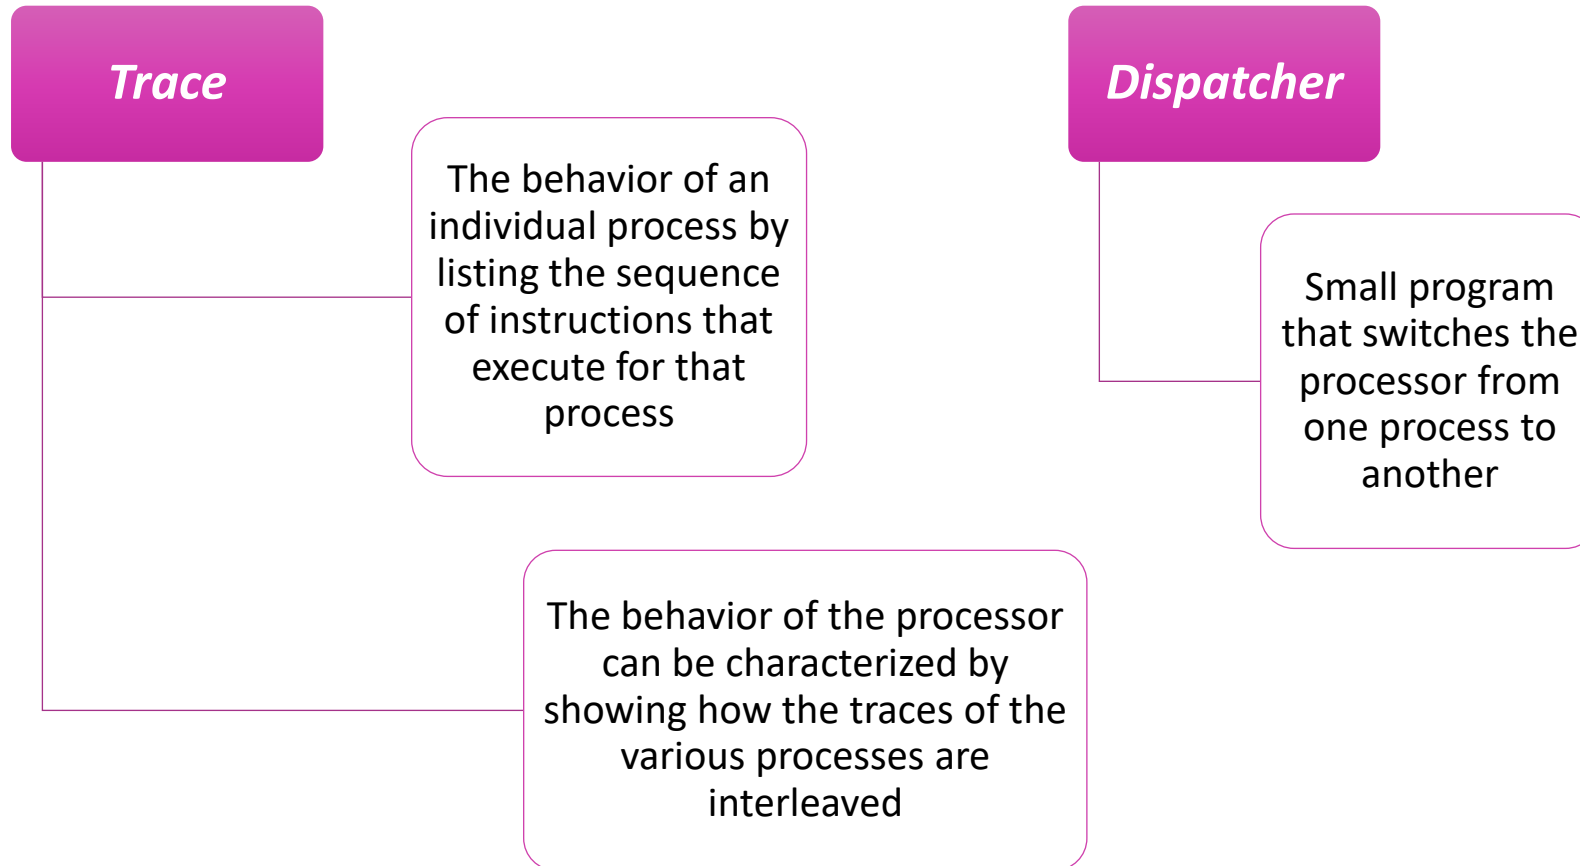 Trace
The behavior of an
individual process by
listing the sequence
of instructions that
execute for that
process
The behavior of the processor
can be characterized by
showing how the traces of the
various processes are
interleaved
Dispatcher
Small program
that switches the
processor from
one process to
another